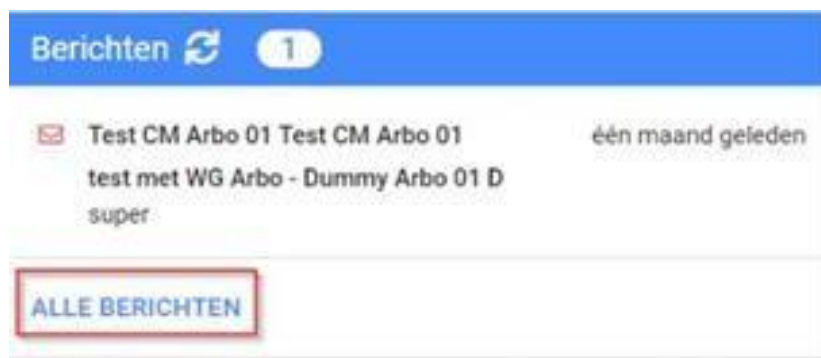 Berichten 1
Test CM Arbo 01 Test CM Arbo 01 één maand geleden
test met WG Arbo - Dummy Arbo 01 D
super
ALLE BERICHTEN